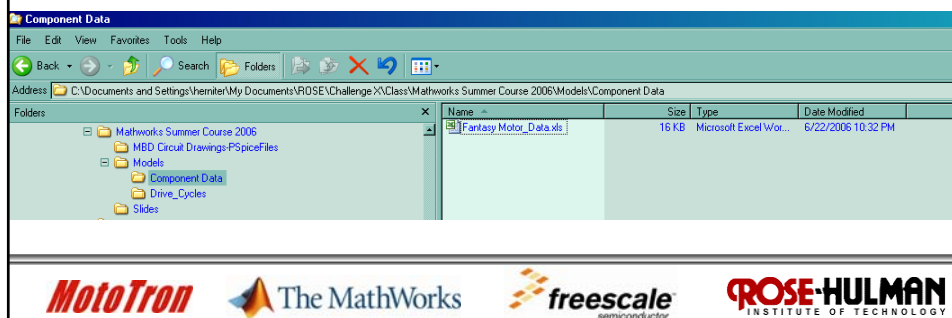 Component Data
File Edit View Favorites Tools Help
Back Search Folders
Address C:\Documents and Settings\herniter\My Documents\ROSE\Challenge X\Class\Mathworks Summer Course 2006\Models\Component Data
Folders × Name Size Type Date Modified
Mathworks Summer Course 2006 Fantasy Motor_Data.xls 16 KB Microsoft Excel Wor... 6/22/2006 10:32 PM
MBD Circuit Drawings-PSpiceFiles
Models
Component Data
Drive_Cycles
Slides
MotoTron The MathWorks freescale ROSE-HULMAN
semiconductor INSTITUTE OF TECHNOLOGY